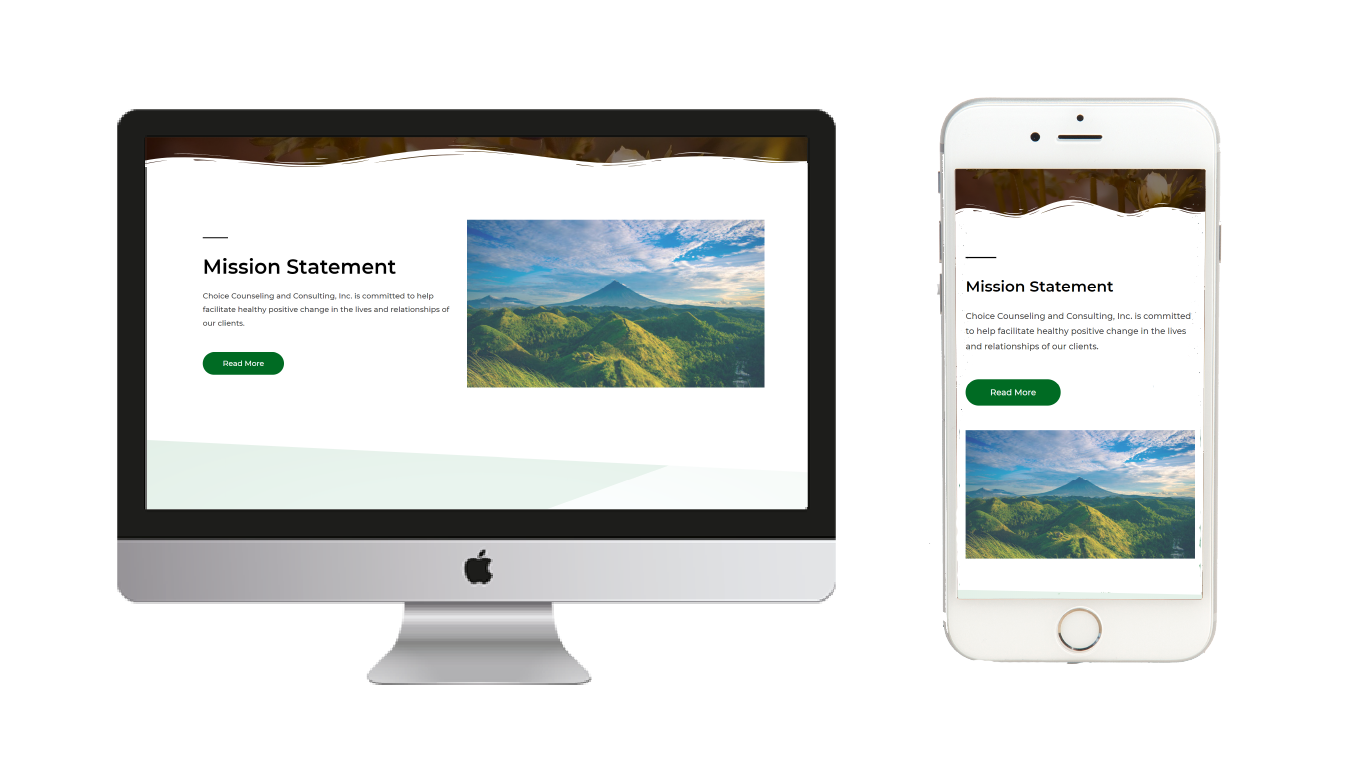 Mission Statement
Choice Counseling and Consulting, Inc. is committed to help
facilitate healthy positive change in the lives and relationships of
our clients.
Read More
Mission Statement
Choice Counseling and Consulting, Inc. is committed
to help facilitate healthy positive change in the lives
and relationships of our clients.
Read More